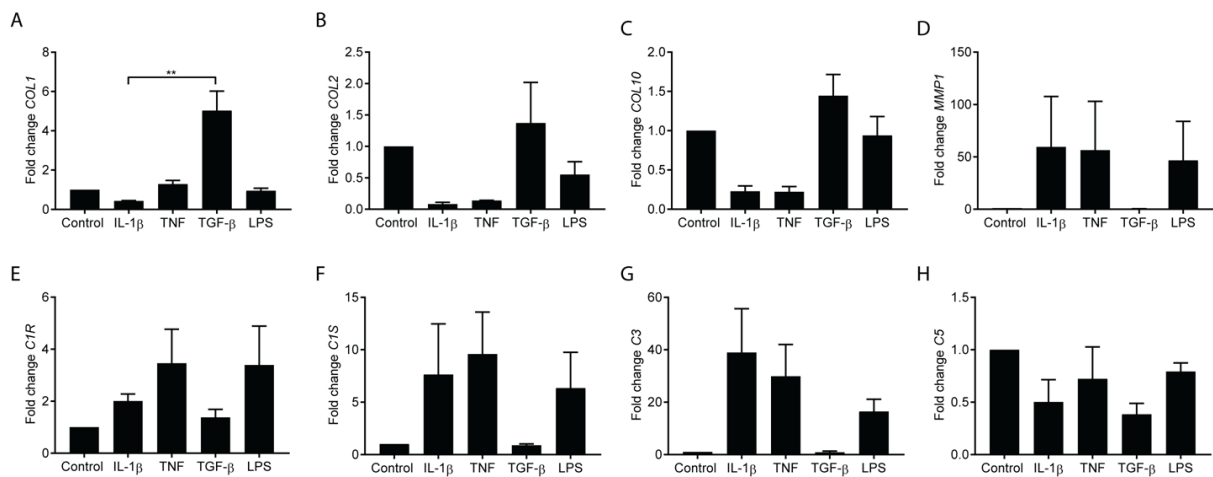 A
Fold change COL1
8
6
4
2
0
**
Control IL-1β TNF TGF-β LPS
B
Fold change COL2
2.5
2.0
1.5
1.0
0.5
0.0
Control IL-1β TNF TGF-β LPS
C
Fold change COL10
2.0
1.5
1.0
0.5
0.0
Control IL-1β TNF TGF-β LPS
D
Fold change MMP1
150
100
50
0
Control IL-1β TNF TGF-β LPS
E
Fold change C1R
6
4
2
0
Control IL-1β TNF TGF-β LPS
F
Fold change C1S
15
10
5
0
Control IL-1β TNF TGF-β LPS
G
Fold change C3
60
40
20
0
Control IL-1β TNF TGF-β LPS
H
Fold change C5
1.5
1.0
0.5
0.0
Control IL-1β TNF TGF-β LPS